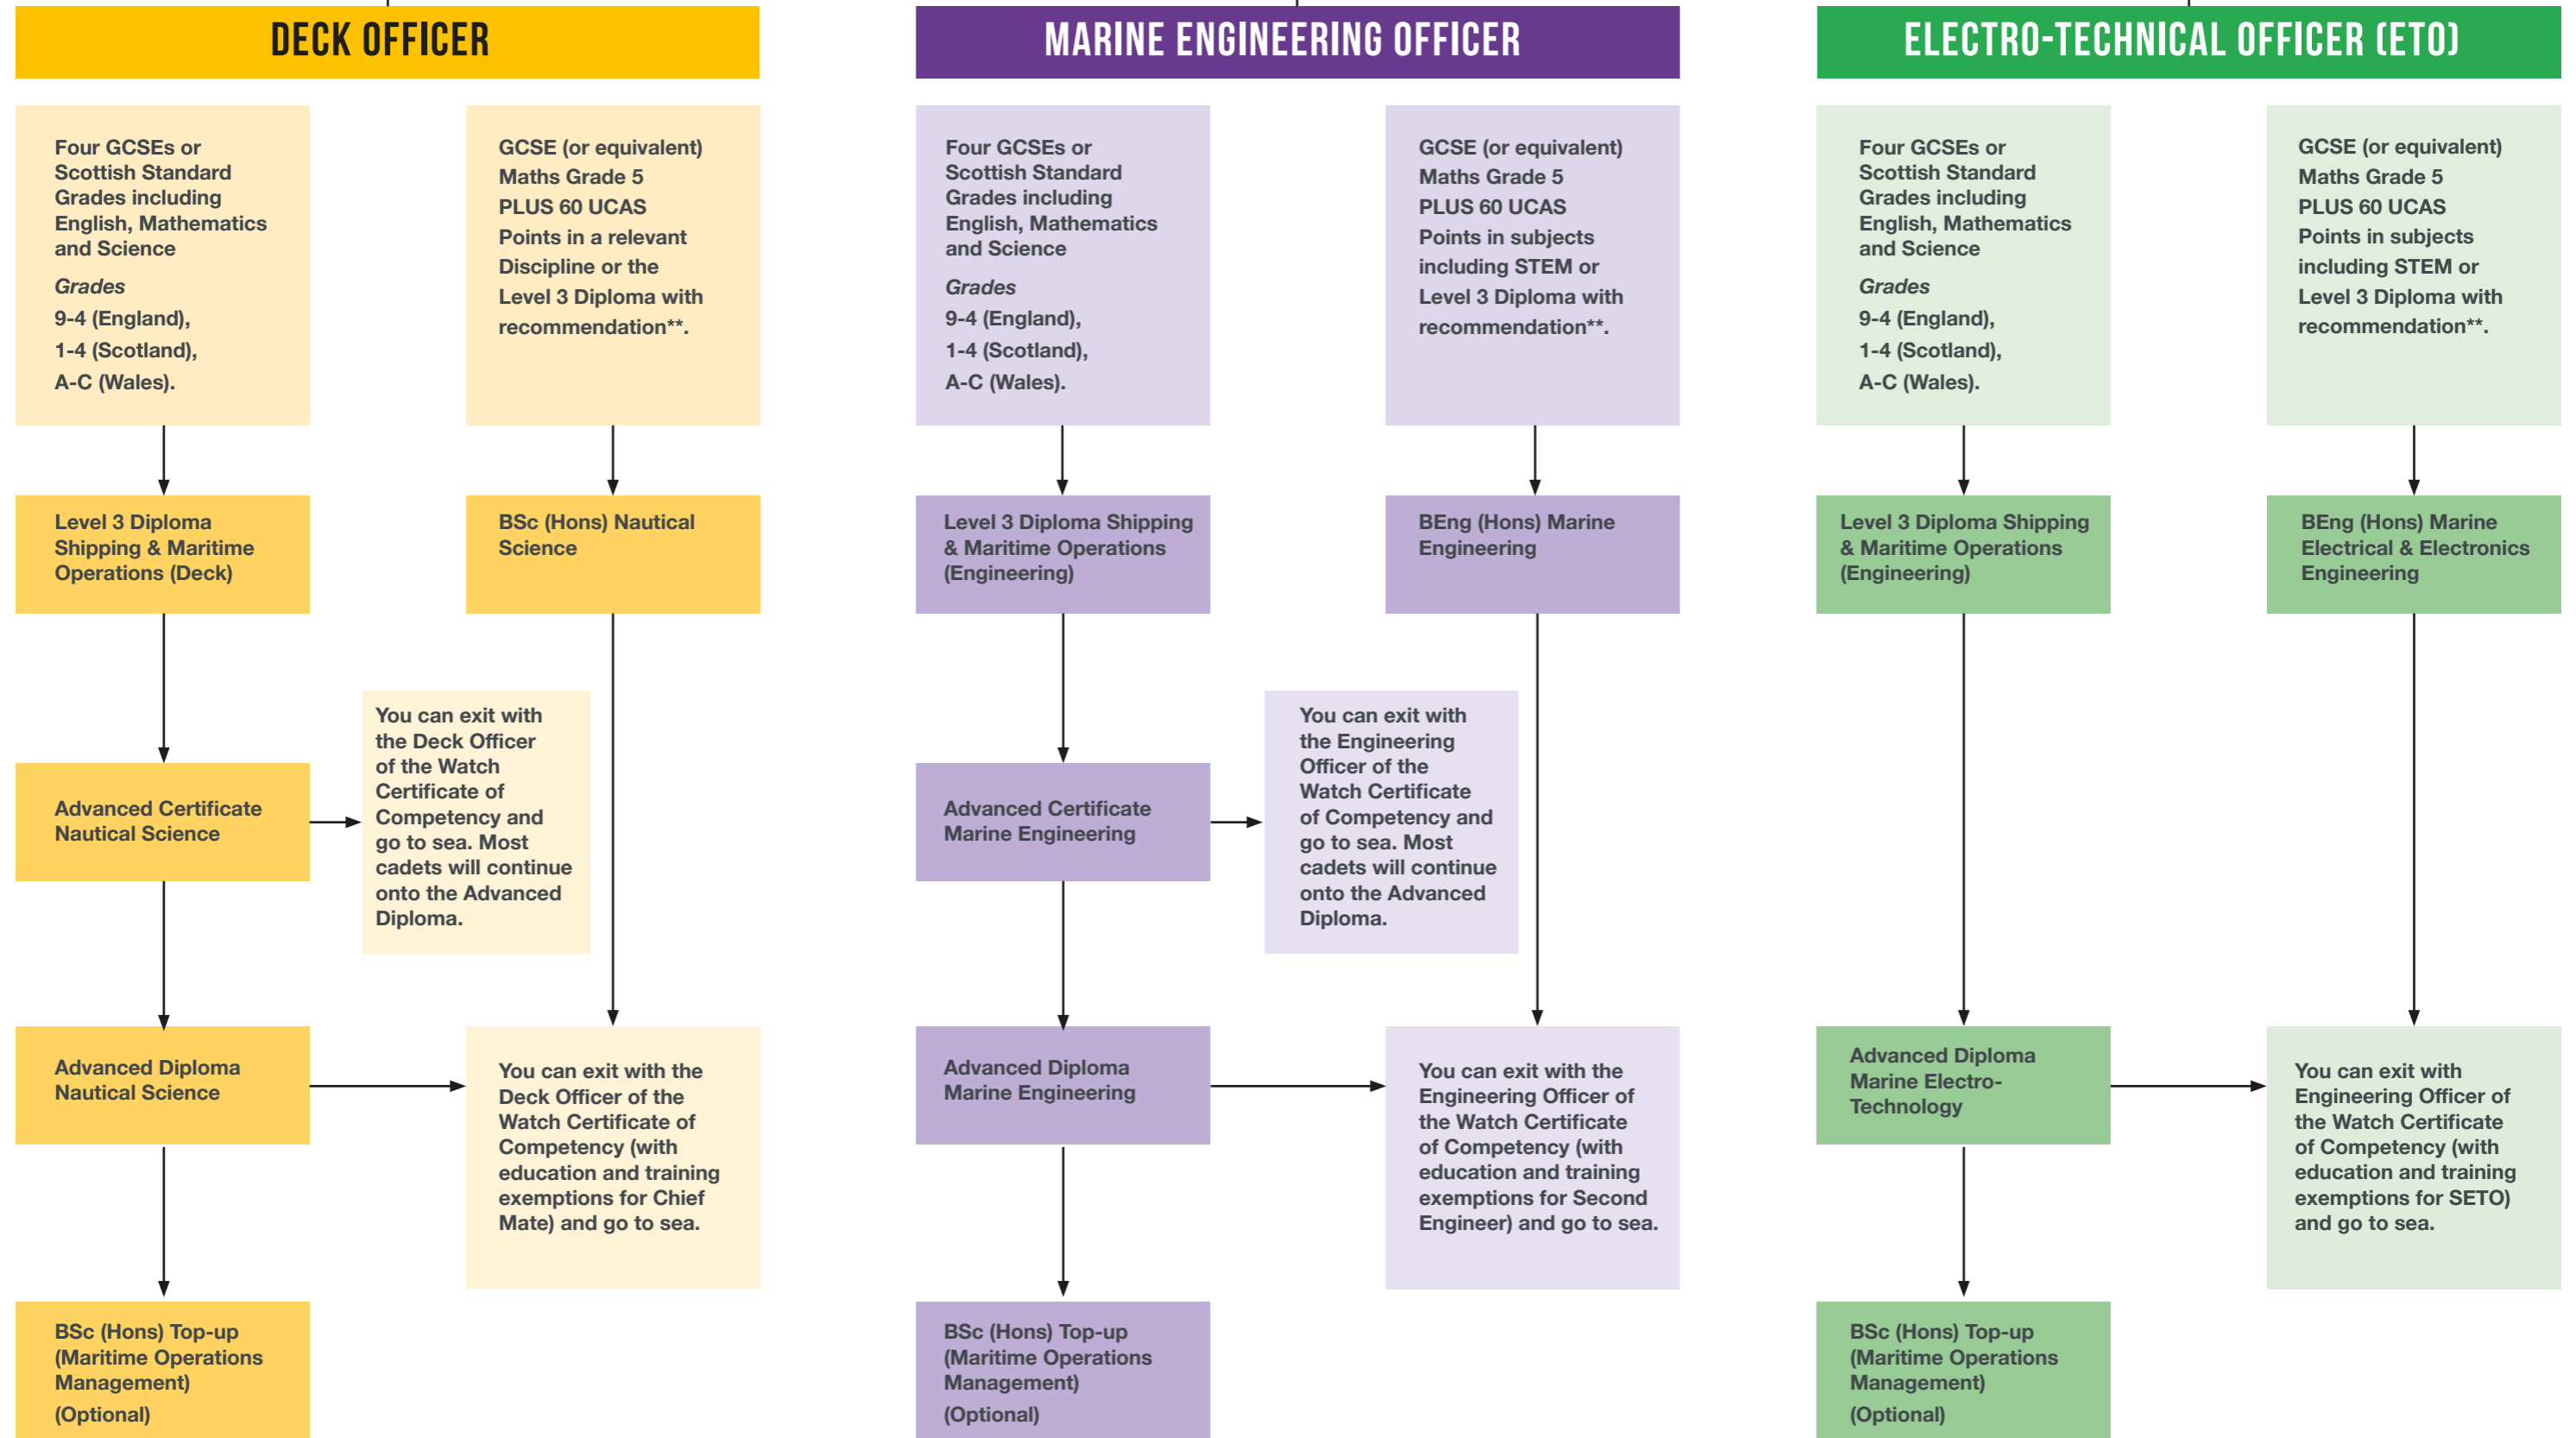 DECK OFFICER
Four GCSEs or
Scottish Standard
Grades including
English, Mathematics
and Science
Grades
9-4 (England),
1-4 (Scotland),
A-C (Wales).
GCSE (or equivalent)
Maths Grade 5
PLUS 60 UCAS
Points in a relevant
Discipline or the
Level 3 Diploma with
recommendation**.
Level 3 Diploma
Shipping & Maritime
Operations (Deck)
BSc (Hons) Nautical
Science
You can exit with
the Deck Officer
of the Watch
Certificate of
Competency and
go to sea. Most
cadets will continue
onto the Advanced
Diploma.
Advanced Certificate
Nautical Science
Advanced Diploma
Nautical Science
You can exit with the
Deck Officer of the
Watch Certificate of
Competency (with
education and training
exemptions for Chief
Mate) and go to sea.
BSc (Hons) Top-up
(Maritime Operations
Management)
(Optional)
MARINE ENGINEERING OFFICER
Four GCSEs or
Scottish Standard
Grades including
English, Mathematics
and Science
Grades
9-4 (England),
1-4 (Scotland),
A-C (Wales).
GCSE (or equivalent)
Maths Grade 5
PLUS 60 UCAS
Points in subjects
including STEM or
Level 3 Diploma with
recommendation**.
Level 3 Diploma Shipping
& Maritime Operations
(Engineering)
BEng (Hons) Marine
Engineering
You can exit with
the Engineering
Officer of the
Watch Certificate
of Competency and
go to sea. Most
cadets will continue
onto the Advanced
Diploma.
Advanced Certificate
Marine Engineering
Advanced Diploma
Marine Engineering
You can exit with the
Engineering Officer of
the Watch Certificate
of Competency (with
education and training
exemptions for Second
Engineer) and go to sea.
BSc (Hons) Top-up
(Maritime Operations
Management)
(Optional)
ELECTRO-TECHNICAL OFFICER (ETO)
Four GCSEs or
Scottish Standard
Grades including
English, Mathematics
and Science
Grades
9-4 (England),
1-4 (Scotland),
A-C (Wales).
GCSE (or equivalent)
Maths Grade 5
PLUS 60 UCAS
Points in subjects
including STEM or
Level 3 Diploma with
recommendation**.
Level 3 Diploma Shipping
& Maritime Operations
(Engineering)
BEng (Hons) Marine
Electrical & Electronics
Engineering
Advanced Diploma
Marine Electro-
Technology
You can exit with
Engineering Officer of
the Watch Certificate
of Competency (with
education and training
exemptions for SETO)
and go to sea.
BSc (Hons) Top-up
(Maritime Operations
Management)
(Optional)